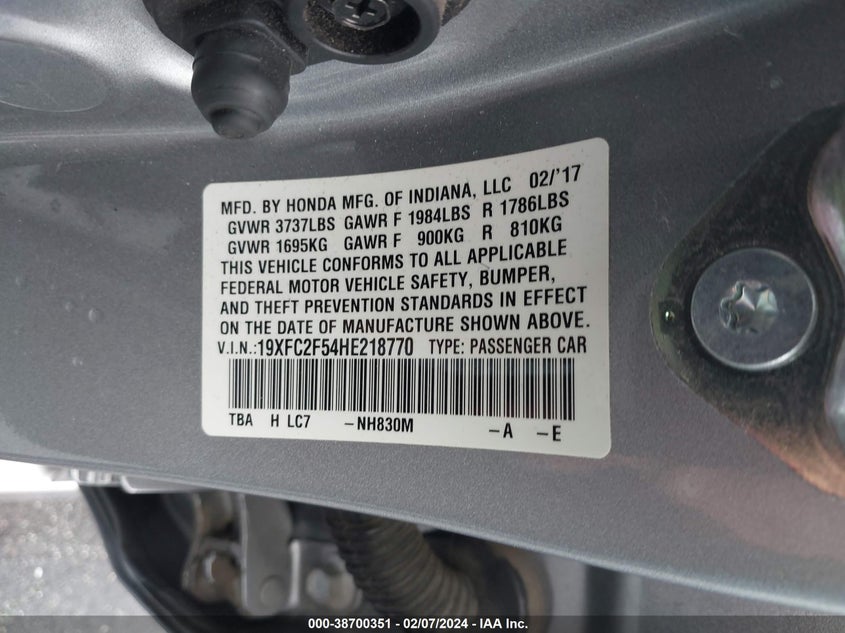 MFD. BY HONDA MFG. OF INDIANA, LLC 02/'17
GVWR 3737LBS GAWR F 1984LBS R 1786LBS
GVWR 1695KG GAWR F 900KG R 810KG
THIS VEHICLE CONFORMS TO ALL APPLICABLE
FEDERAL MOTOR VEHICLE SAFETY, BUMPER,
AND THEFT PREVENTION STANDARDS IN EFFECT
ON THE DATE OF MANUFACTURE SHOWN ABOVE.
V.I.N.:19XFC2F54HE218770 TYPE: PASSENGER CAR
TBA H LC7 -NH830M -A -E
000-38700351 - 02/07/2024 - IAA Inc.